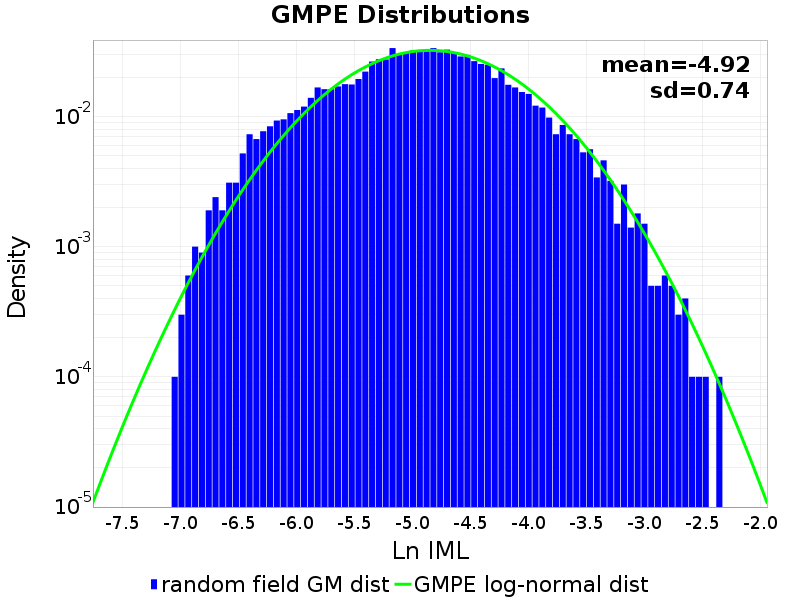 GMPE Distributions
mean=-4.92
sd=0.74
Density
10-2
10-3
10-4
10-5
-7.5 -7.0 -6.5 -6.0 -5.5 -5.0 -4.5 -4.0 -3.5 -3.0 -2.5 -2.0
Ln IML
random field GM dist GMPE log-normal dist